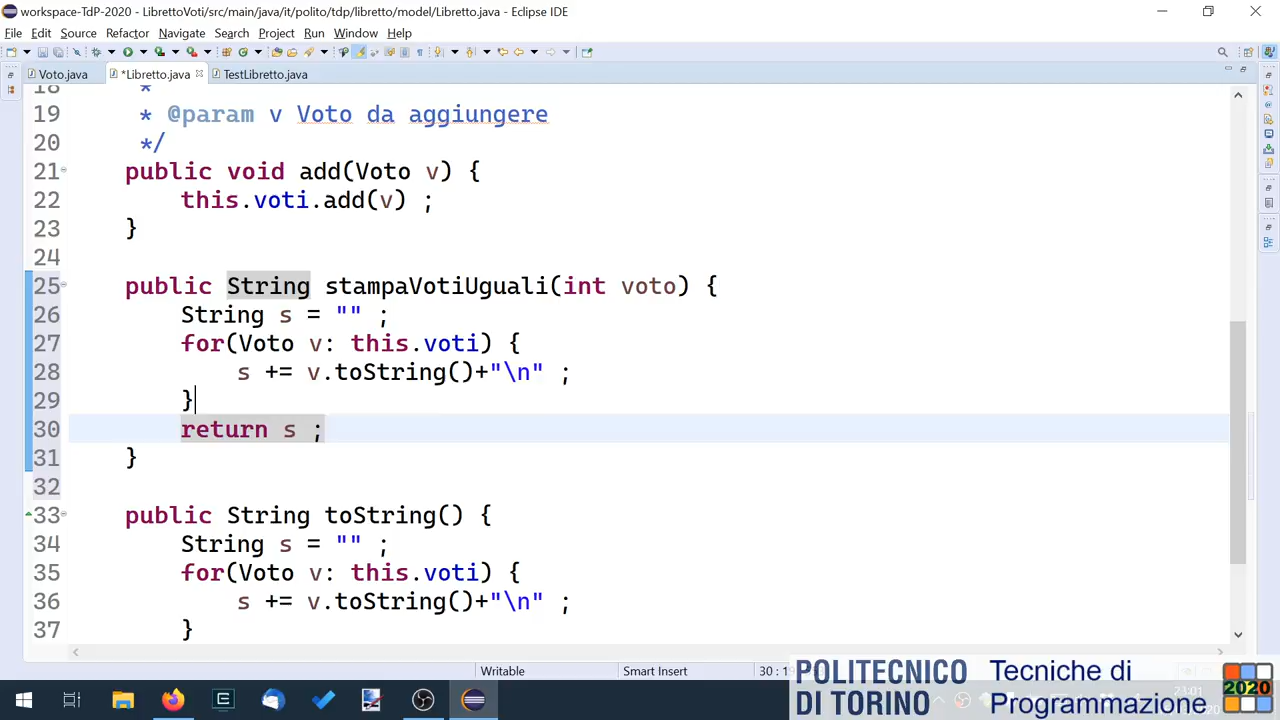 workspace-TdP-2020 - LibrettoVoti/src/main/java/it/polito/tdp/libretto/model/Libretto.java - Eclipse IDE
File Edit Source Refactor Navigate Search Project Run Window Help
Voto.java *Libretto.java TestLibretto.java
18 *
19 * @param v Voto da aggiungere
20 */
21 public void add(Voto v) {
22 this.voti.add(v) ;
23 }
24
25 public String stampaVotiUguali(int voto) {
26 String s = "" ;
27 for(Voto v: this.voti) {
28 s += v.toString()+"\n" ;
29 }
30 return s ;
31 }
32
33 public String toString() {
34 String s = "" ;
35 for(Voto v: this.voti) {
36 s += v.toString()+"\n" ;
37 }
Writable Smart Insert 30 : 1
POLITECNICO
DI TORINO
Tecniche di
Programmazione
2020
23:01